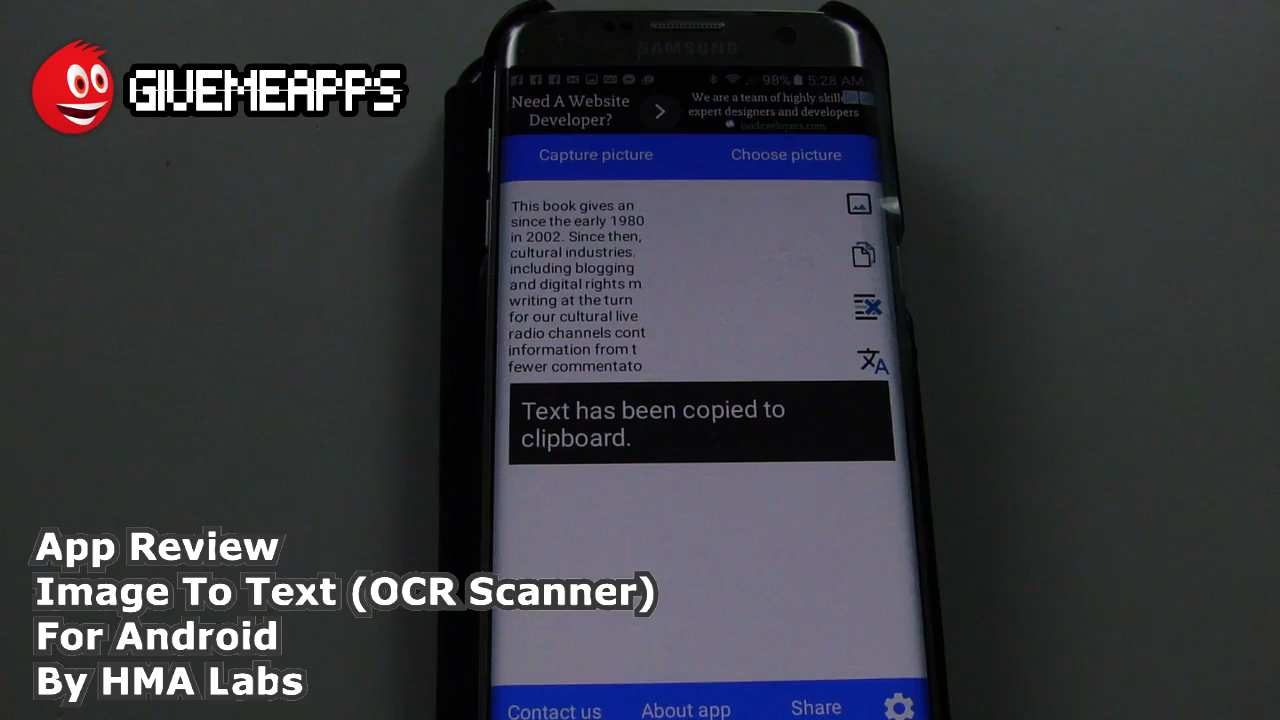 GIVEMEAPPS
SAMSUNG
98% 5:28 AM
Need A Website
Developer?
We are a team of highly skill
expert designers and developers
Capture picture
Choose picture
This book gives an
since the early 1980
in 2002. Since then,
cultural industries.
including blogging
and digital rights m
writing at the turn
for our cultural live
radio channels cont
information from t
fewer commentato
Text has been copied to
clipboard.
App Review
Image To Text (OCR Scanner)
For Android
By HMA Labs
Contact us
About app
Share